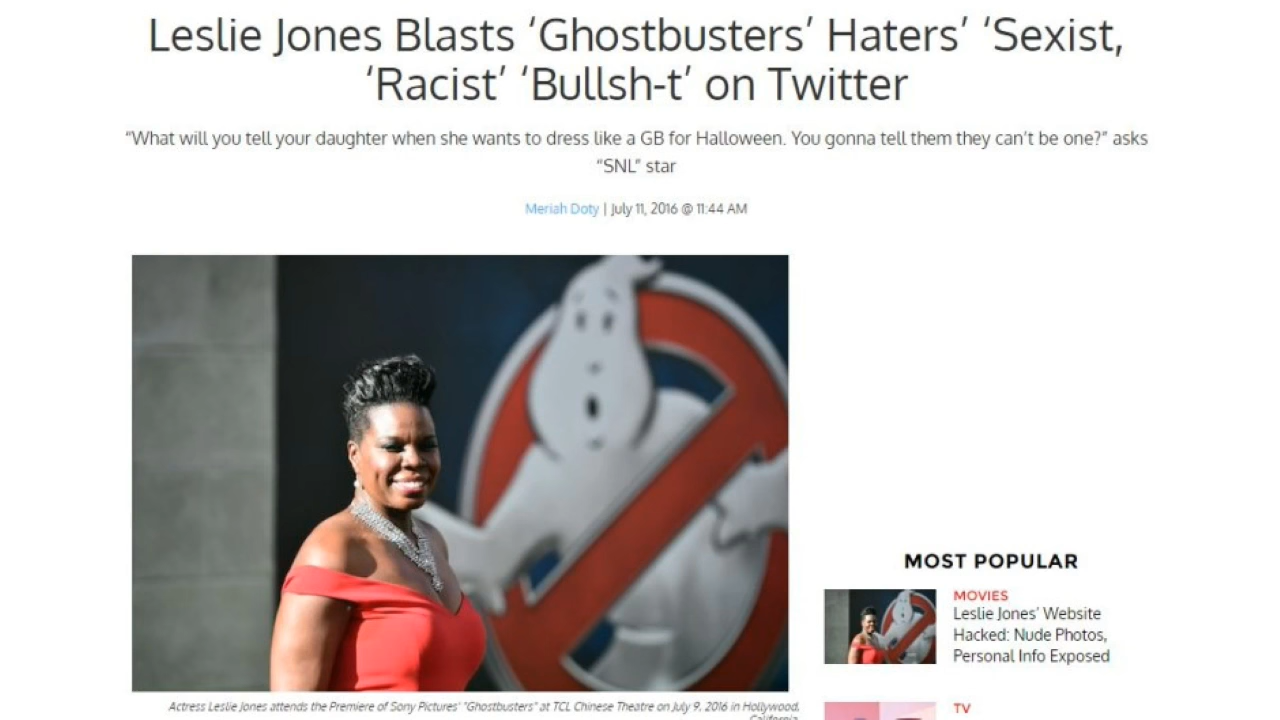 Leslie Jones Blasts ‘Ghostbusters’ Haters’ ‘Sexist,
‘Racist’ ‘Bullsh-t’ on Twitter
“What will you tell your daughter when she wants to dress like a GB for Halloween. You gonna tell them they can’t be one?” asks
“SNL” star
Meriah Doty | July 11, 2016 @ 11:44 AM
MOST POPULAR
MOVIES
Leslie Jones’ Website
Hacked: Nude Photos,
Personal Info Exposed
Actress Leslie Jones attends the Premiere of Sony Pictures’ “Ghostbusters” at TCL Chinese Theatre on July 9, 2016 in Hollywood,
California
TV